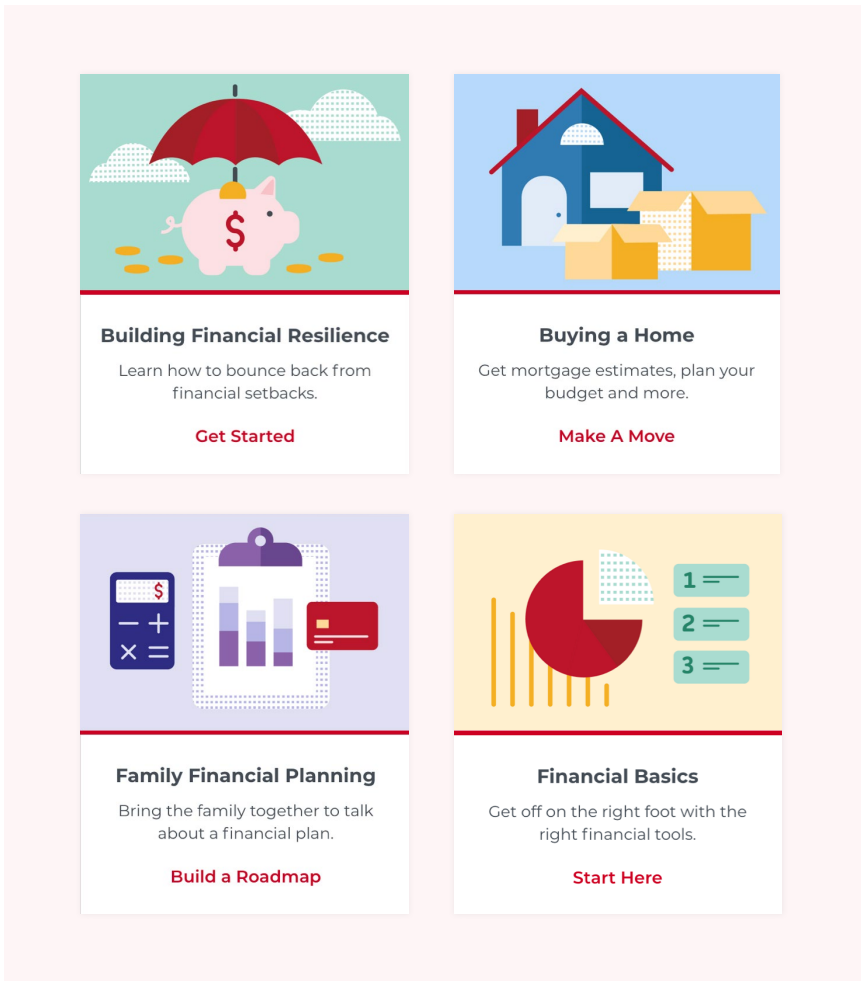 $
Building Financial Resilience
Learn how to bounce back from
financial setbacks.
Get Started
Buying a Home
Get mortgage estimates, plan your
budget and more.
Make A Move
$
− +
× =
Family Financial Planning
Bring the family together to talk
about a financial plan.
Build a Roadmap
1
2
3
Financial Basics
Get off on the right foot with the
right financial tools.
Start Here